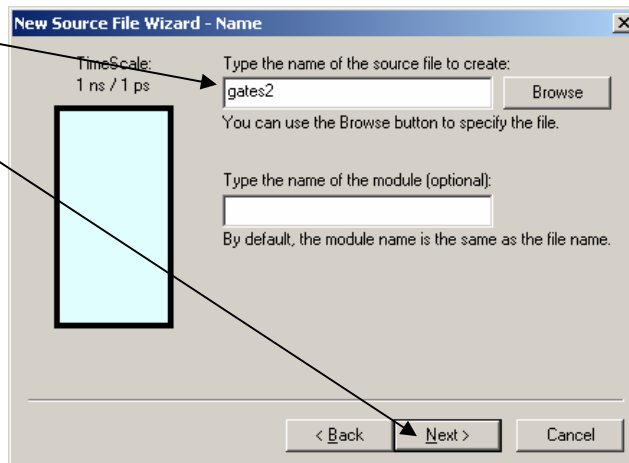 New Source File Wizard - Name
TimeScale:
1 ns / 1 ps
Type the name of the source file to create:
gates2
Browse
You can use the Browse button to specify the file.
Type the name of the module (optional):
By default, the module name is the same as the file name.
< Back
Next >
Cancel